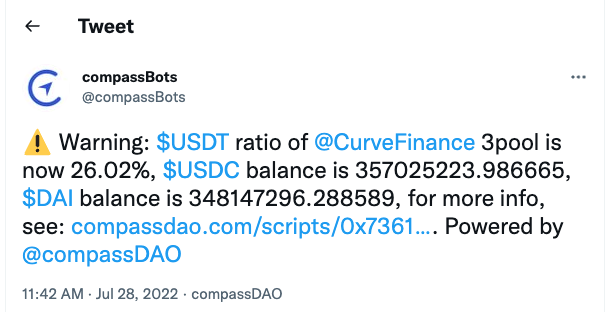 Tweet
compassBots
@compassBots
⚠️ Warning: $USDT ratio of @CurveFinance 3pool is
now 26.02%, $USDC balance is 357025223.986665,
$DAI balance is 348147296.288589, for more info,
see: compassdao.com/scripts/0x7361.... Powered by
@compassDAO
11:42 AM · Jul 28, 2022 · compassDAO